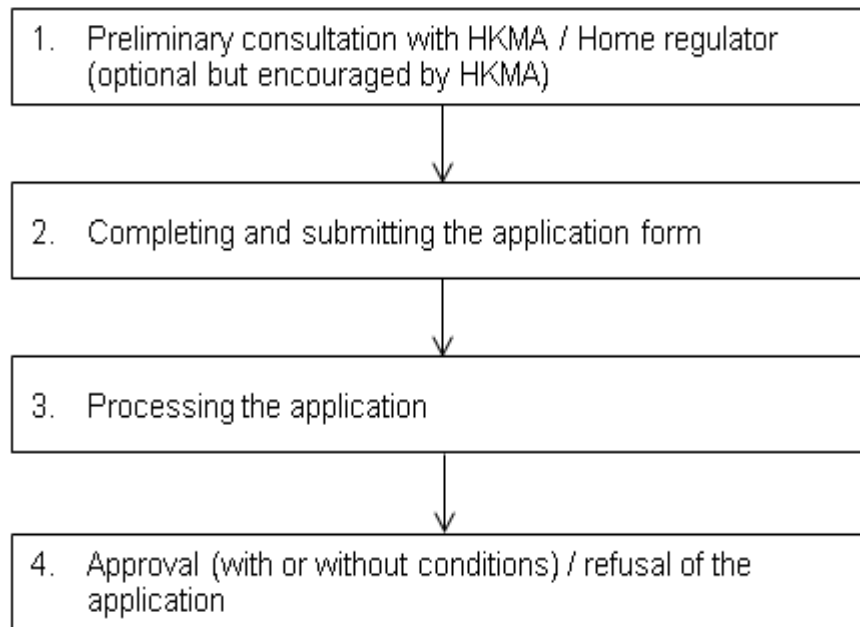 1. Preliminary consultation with HKMA / Home regulator
(optional but encouraged by HKMA)
2. Completing and submitting the application form
3. Processing the application
4. Approval (with or without conditions) / refusal of the
application